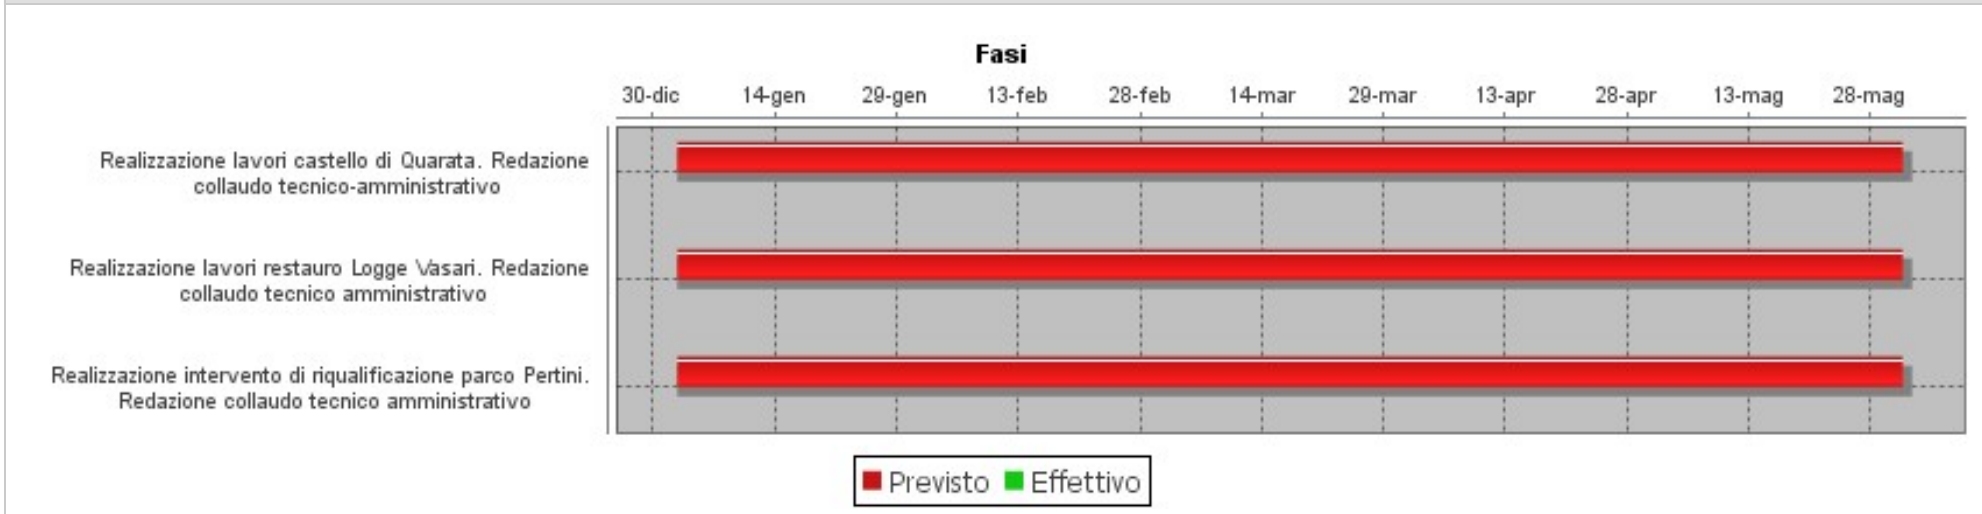 Fasi
30-dic 14-gen 29-gen 13-feb 28-feb 14-mar 29-mar 13-apr 28-apr 13-mag 28-mag
Realizzazione lavori castello di Quarata. Redazione
collaudo tecnico-amministrativo
Realizzazione lavori restauro Logge Vasari. Redazione
collaudo tecnico amministrativo
Realizzazione intervento di riqualificazione parco Pertini.
Redazione collaudo tecnico amministrativo
Previsto Effettivo